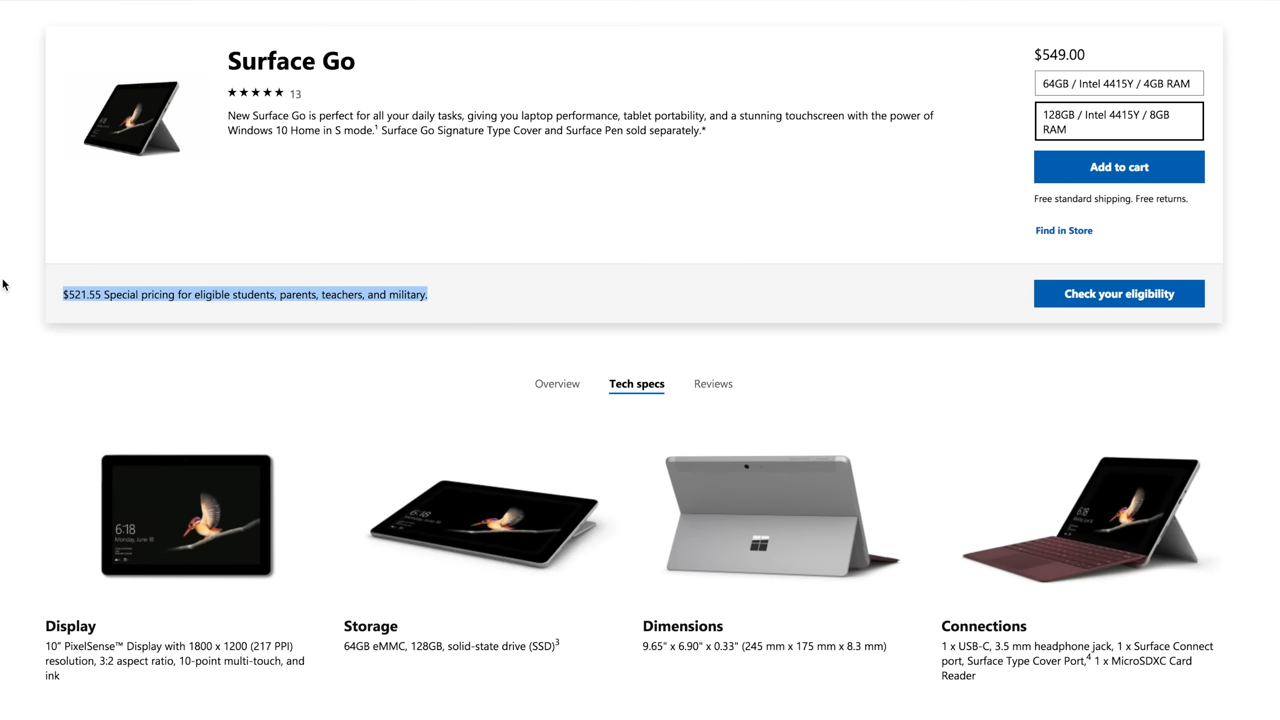 Surface Go
★★★★★ 13
New Surface Go is perfect for all your daily tasks, giving you laptop performance, tablet portability, and a stunning touchscreen with the power of
Windows 10 Home in S mode.¹ Surface Go Signature Type Cover and Surface Pen sold separately.*
$549.00
64GB / Intel 4415Y / 4GB RAM
128GB / Intel 4415Y / 8GB
RAM
Add to cart
Free standard shipping. Free returns.
Find in Store
$521.55 Special pricing for eligible students, parents, teachers, and military.
Check your eligibility
Overview
Tech specs
Reviews
6:18
Monday, June 18
6:18
6:18
Display
10" PixelSense™ Display with 1800 x 1200 (217 PPI)
resolution, 3:2 aspect ratio, 10-point multi-touch, and
ink
Storage
64GB eMMC, 128GB, solid-state drive (SSD)³
Dimensions
9.65" x 6.90" x 0.33" (245 mm x 175 mm x 8.3 mm)
Connections
1 x USB-C, 3.5 mm headphone jack, 1 x Surface Connect
port, Surface Type Cover Port,⁴ 1 x MicroSDXC Card
Reader